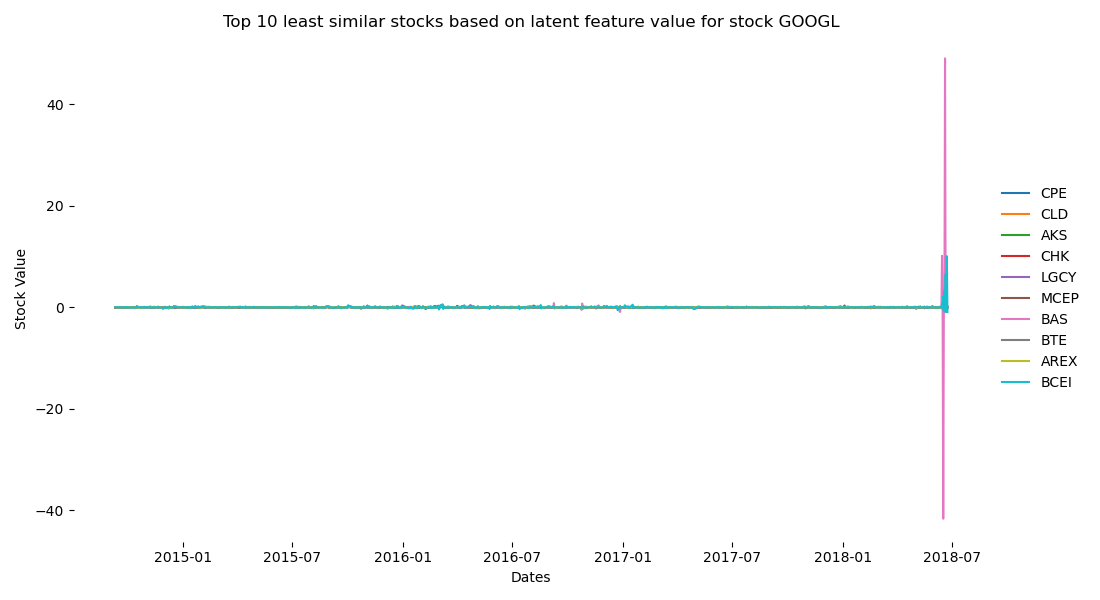 Top 10 least similar stocks based on latent feature value for stock GOOGL
Stock Value
40
20
0
−20
−40
2015-01
2015-07
2016-01
2016-07
2017-01
2017-07
2018-01
2018-07
Dates
CPE
CLD
AKS
CHK
LGCY
MCEP
BAS
BTE
AREX
BCEI